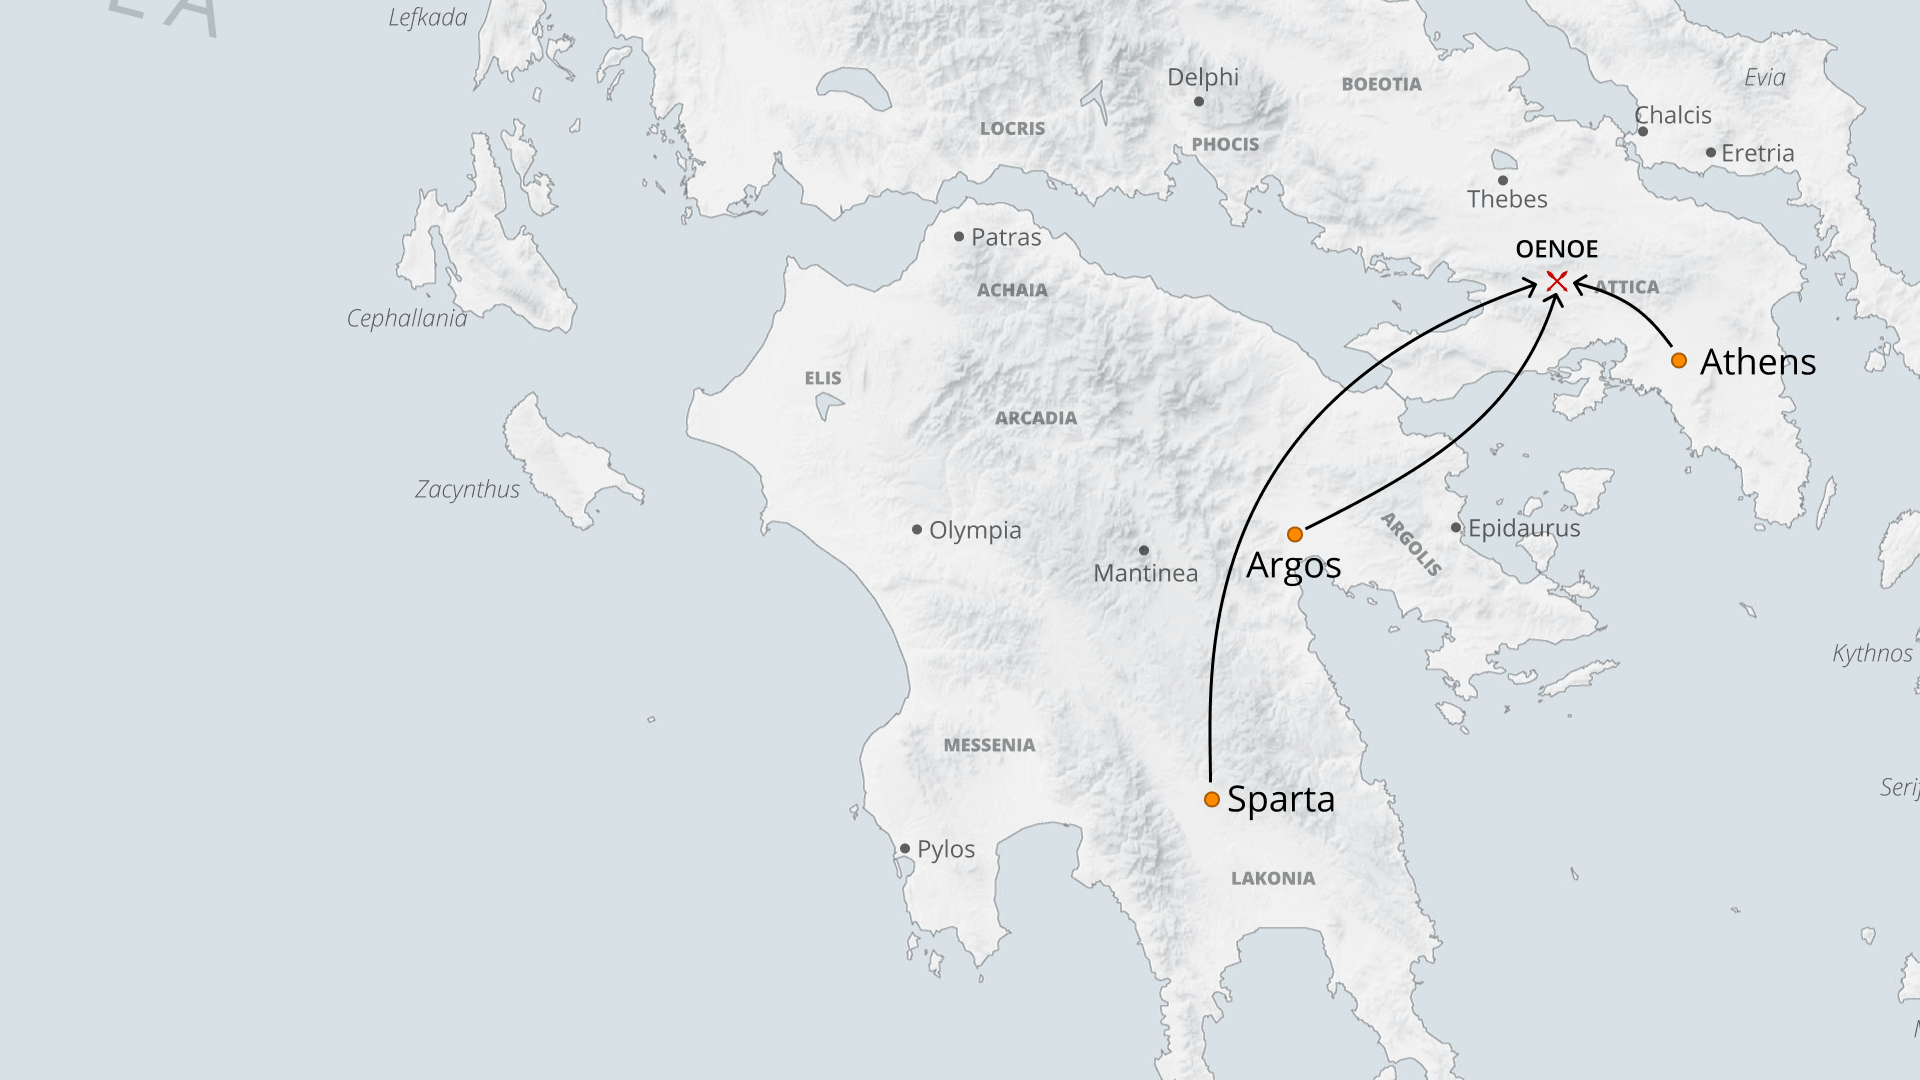 EA
Lefkada
Delphi
BOEOTIA
Evia
Chalcis
LOCRIS
PHOCIS
Eretria
Thebes
Patras
OENOE
ACHAIA
ATTICA
Cephallania
Athens
ELIS
ARCADIA
Zacynthus
Olympia
Epidaurus
ARGOLIS
Mantinea
Argos
Kythnos
MESSENIA
Serif
Sparta
Pylos
LAKONIA